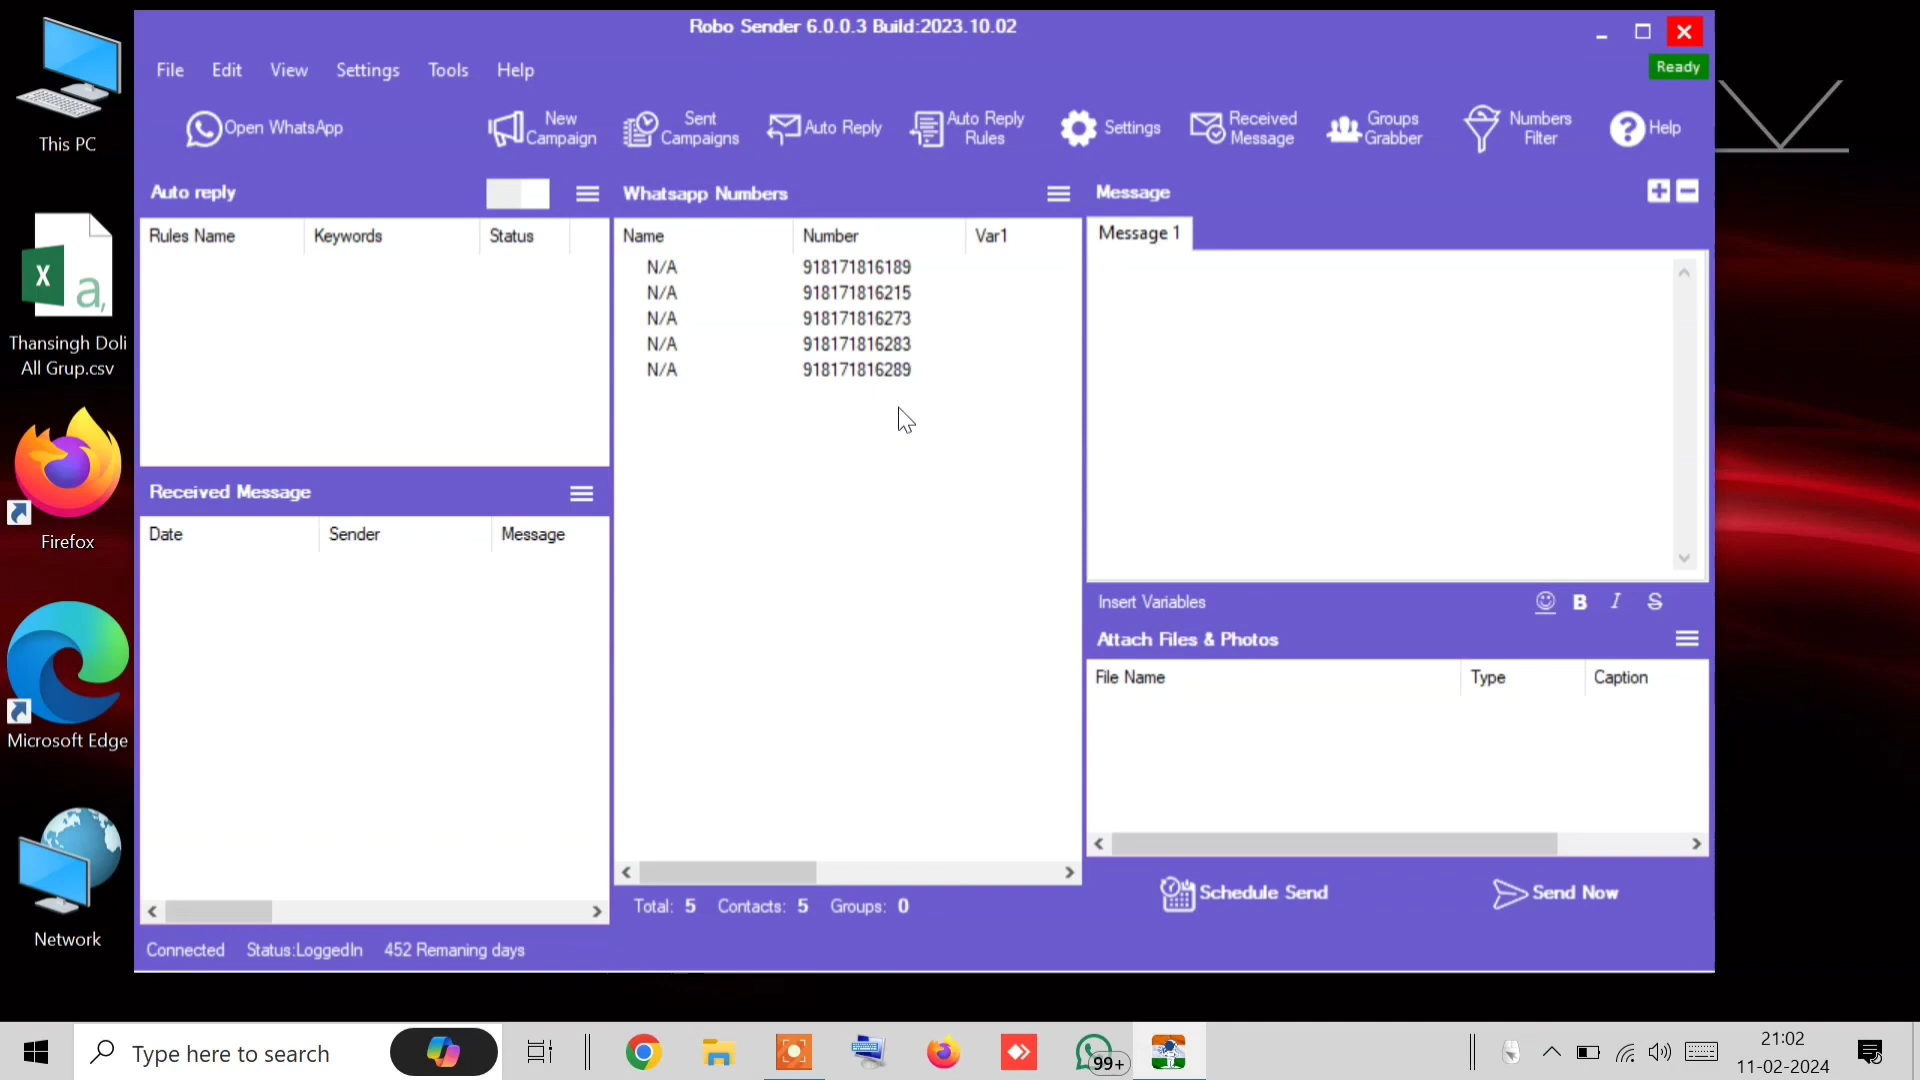 Robo Sender 6.0.0.3 Build:2023.10.02
File Edit View Settings Tools Help
Ready
Open WhatsApp
New
Campaign
Sent
Campaigns
Auto Reply
Auto Reply
Rules
Settings
Received
Message
Groups
Grabber
Numbers
Filter
Help
Auto reply
Rules Name Keywords Status
Received Message
Date Sender Message
Whatsapp Numbers
Name Number Var1
N/A 918171816189
N/A 918171816215
N/A 918171816273
N/A 918171816283
N/A 918171816289
Total: 5 Contacts: 5 Groups: 0
Message
Message 1
Insert Variables
B I S
Attach Files & Photos
File Name Type Caption
Schedule Send
Send Now
Connected Status:LoggedIn 452 Remaning days
This PC
X a,
Thansingh Doli
All Grup.csv
Firefox
Microsoft Edge
Network
Type here to search
99+
21:02
11-02-2024